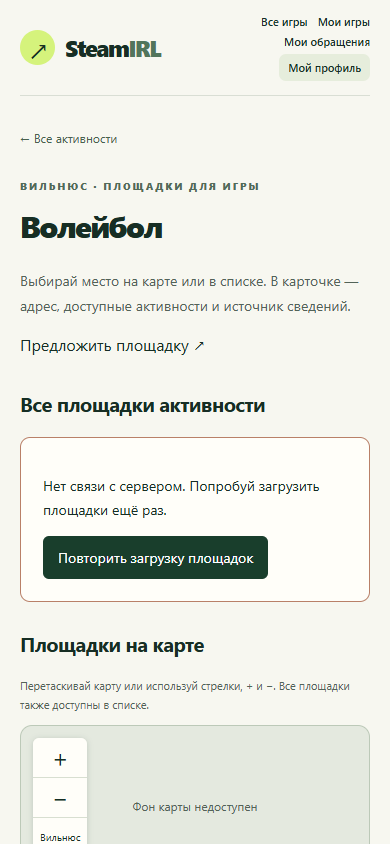 Все игры Мои игры
SteamIRL
Мои обращения
Мой профиль
← Все активности
ВИЛЬНЮС · ПЛОЩАДКИ ДЛЯ ИГРЫ
Волейбол
Выбирай место на карте или в списке. В карточке —
адрес, доступные активности и источник сведений.
Предложить площадку ↗
Все площадки активности
Нет связи с сервером. Попробуй загрузить
площадки ещё раз.
Повторить загрузку площадок
Площадки на карте
Перетаскивай карту или используй стрелки, + и −. Все площадки
также доступны в списке.
+
−
Фон карты недоступен
Вильнюс